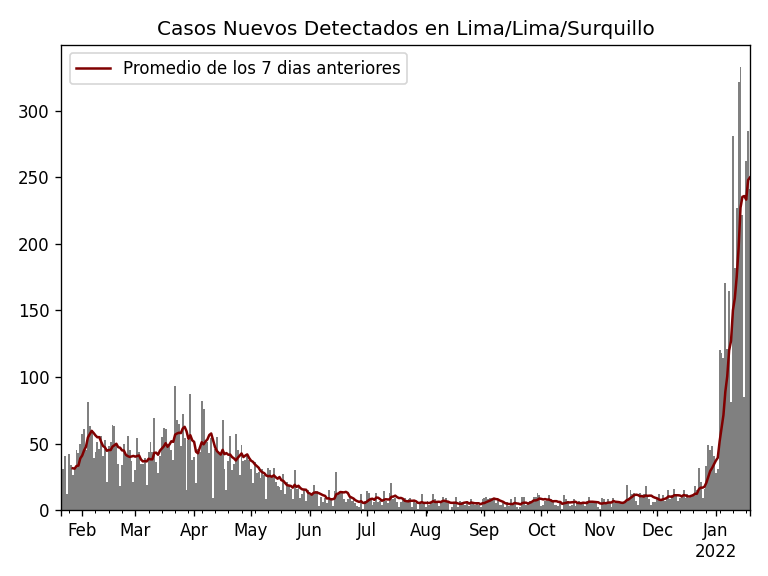 Casos Nuevos Detectados en Lima/Lima/Surquillo
Promedio de los 7 dias anteriores
300
250
200
150
100
50
0
Feb Mar Apr May Jun Jul Aug Sep Oct Nov Dec Jan
2022